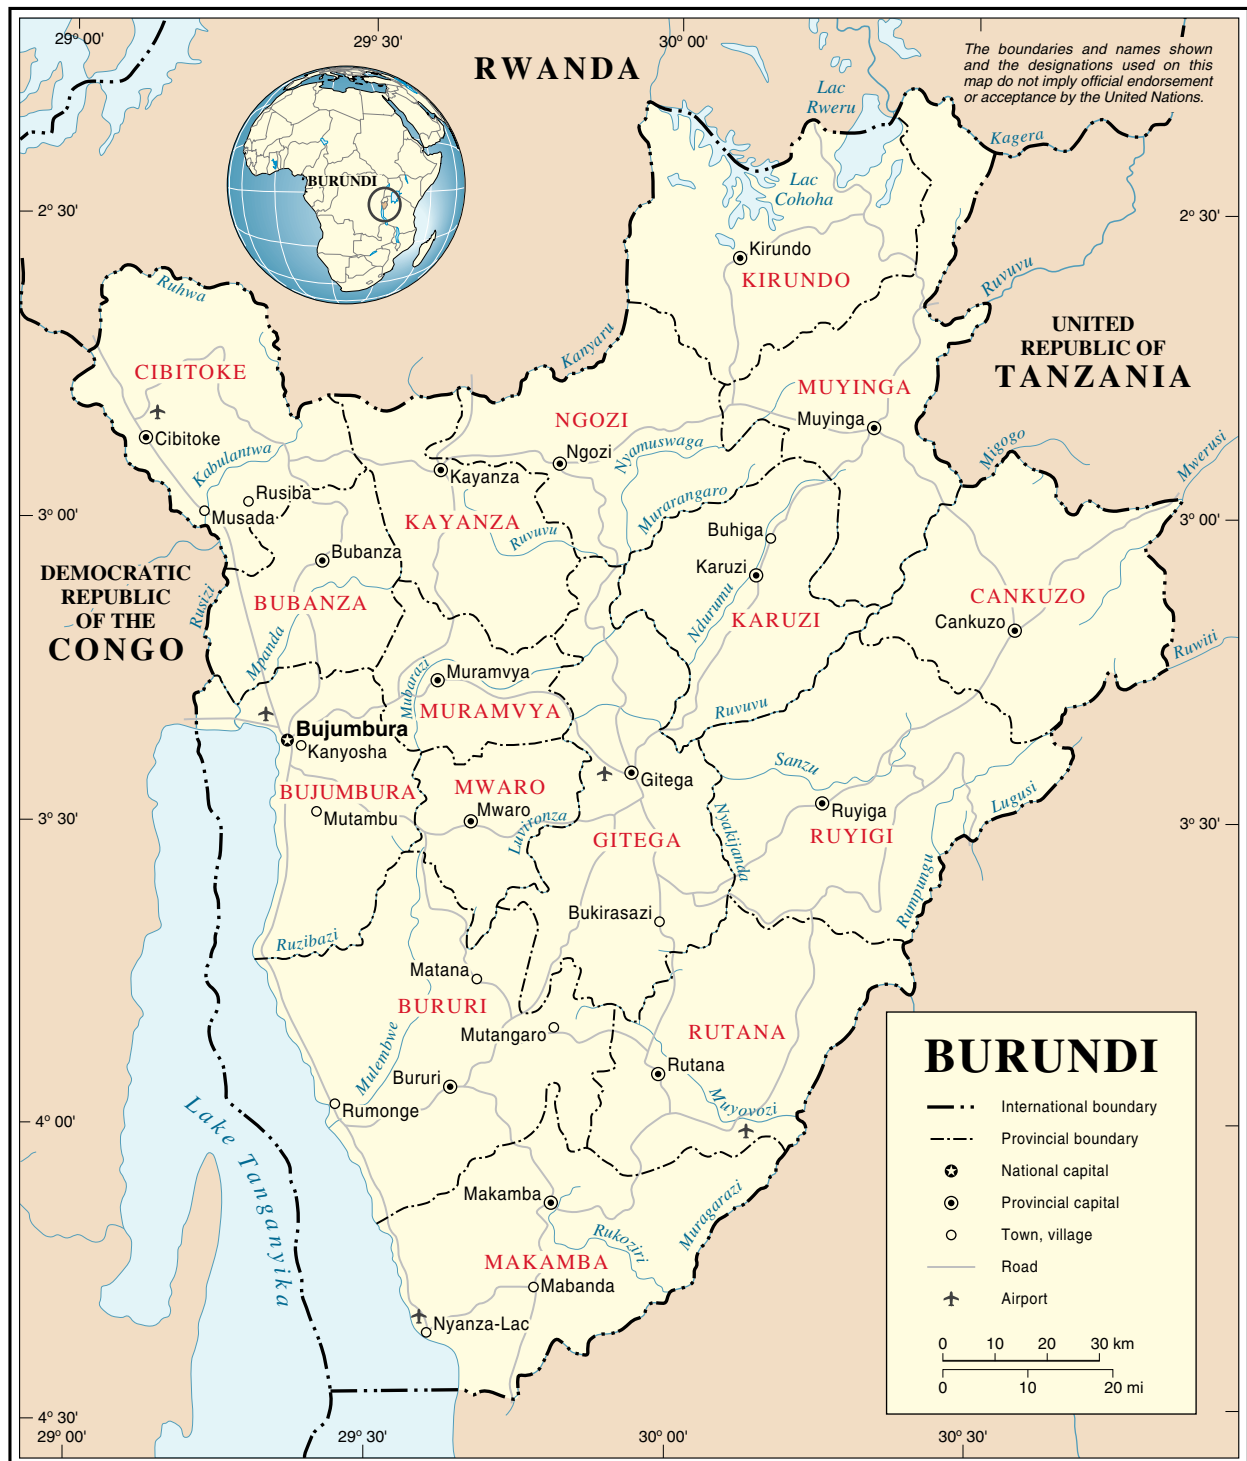 29° 00'
29° 30'
30° 00'
RWANDA
The boundaries and names shown
and the designations used on this
map do not imply official endorsement
or acceptance by the United Nations.
Lac
Rweru
Kagera
BURUNDI
Lac
Cohoha
2° 30'
2° 30'
Kirundo
KIRUNDO
Ruvuvu
Ruhwa
Kanyaru
UNITED
REPUBLIC OF
TANZANIA
CIBITOKE
MUYINGA
NGOZI
Muyinga
Cibitoke
Nyamuswaga
Migogo
Mwerusi
Kabulantwa
Ngozi
Kayanza
Rusiba
Musada
Murarangaro
3° 00'
3° 00'
KAYANZA
Ruvuvu
Buhiga
Bubanza
Karuzi
DEMOCRATIC
REPUBLIC
OF THE
CONGO
Rusizi
BUBANZA
Ndurumu
KARUZI
CANKUZO
Cankuzo
Mpanda
Ruwiti
Mubarazi
Muramvya
MURAMVYA
Ruvuvu
Bujumbura
Kanyosha
Sanzu
Gitega
BUJUMBURA
MWARO
Lugusi
Mutambu
Mwaro
Luvironza
Nyakijanda
Ruyiga
RUYIGI
3° 30'
3° 30'
GITEGA
Rumpungu
Bukirasazi
Ruzibazi
Matana
BURURI
Mutangaro
RUTANA
Mulembwe
Bururi
Rutana
Rumonge
Muyovozi
4° 00'
Lake Tanganyika
Makamba
Muragarazi
Rukoziri
MAKAMBA
Mabanda
Nyanza-Lac
BURUNDI
International boundary
Provincial boundary
National capital
Provincial capital
Town, village
Road
Airport
0 10 20 30 km
0 10 20 mi
4° 30'
29° 00'
29° 30'
30° 00'
30° 30'